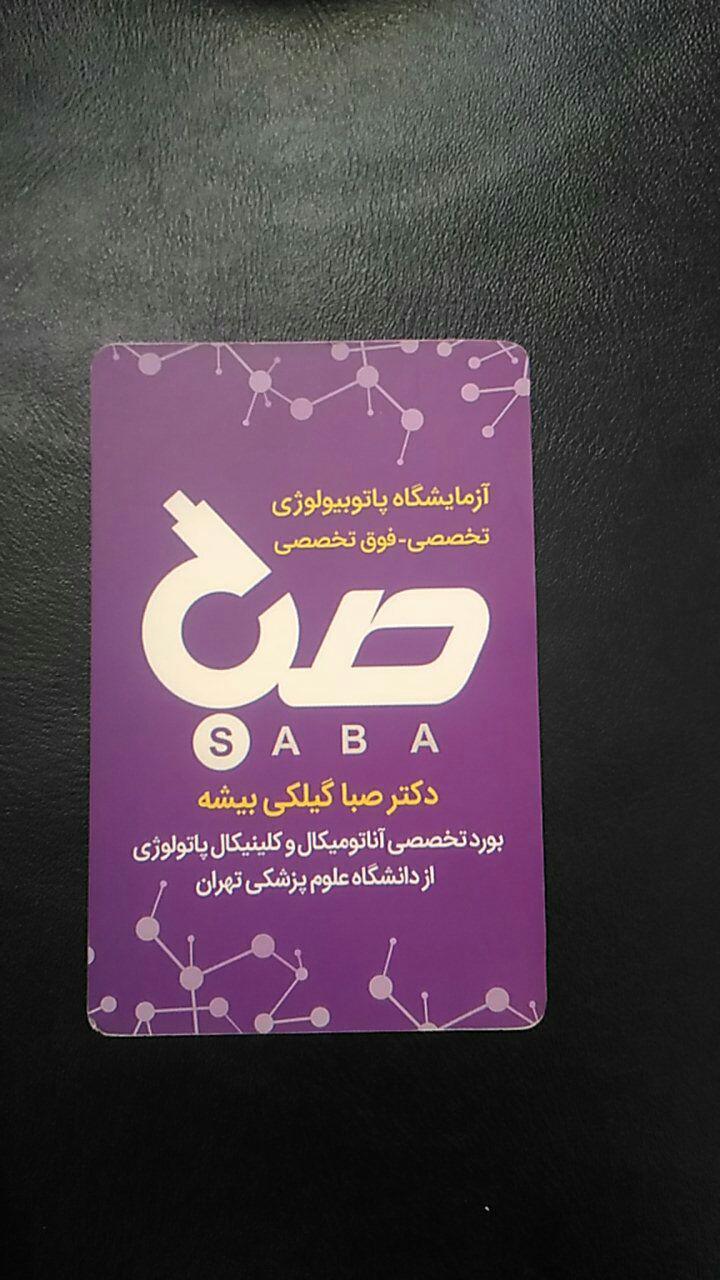 آزمایشگاه پاتوبیولوژی
تخصصی-فوق تخصصی
صبا
SABA
دکتر صبا گیلکی بیشه
بورد تخصصی آناتومیکال و کلینیکال پاتولوژی
از دانشگاه علوم پزشکی تهران